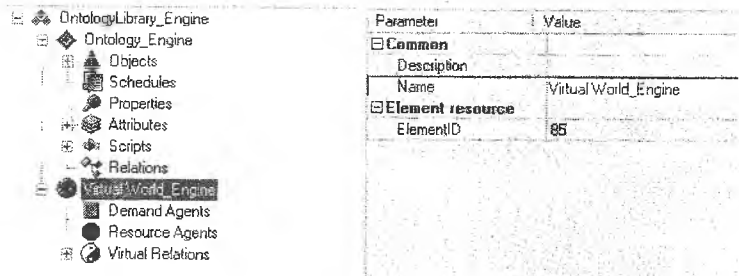 OntologyLibrary_Engine
Ontology_Engine
Objects
Schedules
Properties
Attributes
Scripts
Relations
Virtual World_Engine
Demand Agents
Resource Agents
Virtual Relations
Parameter Value
Common
Description
Name Virtual World_Engine
Element resource
ElementID 85